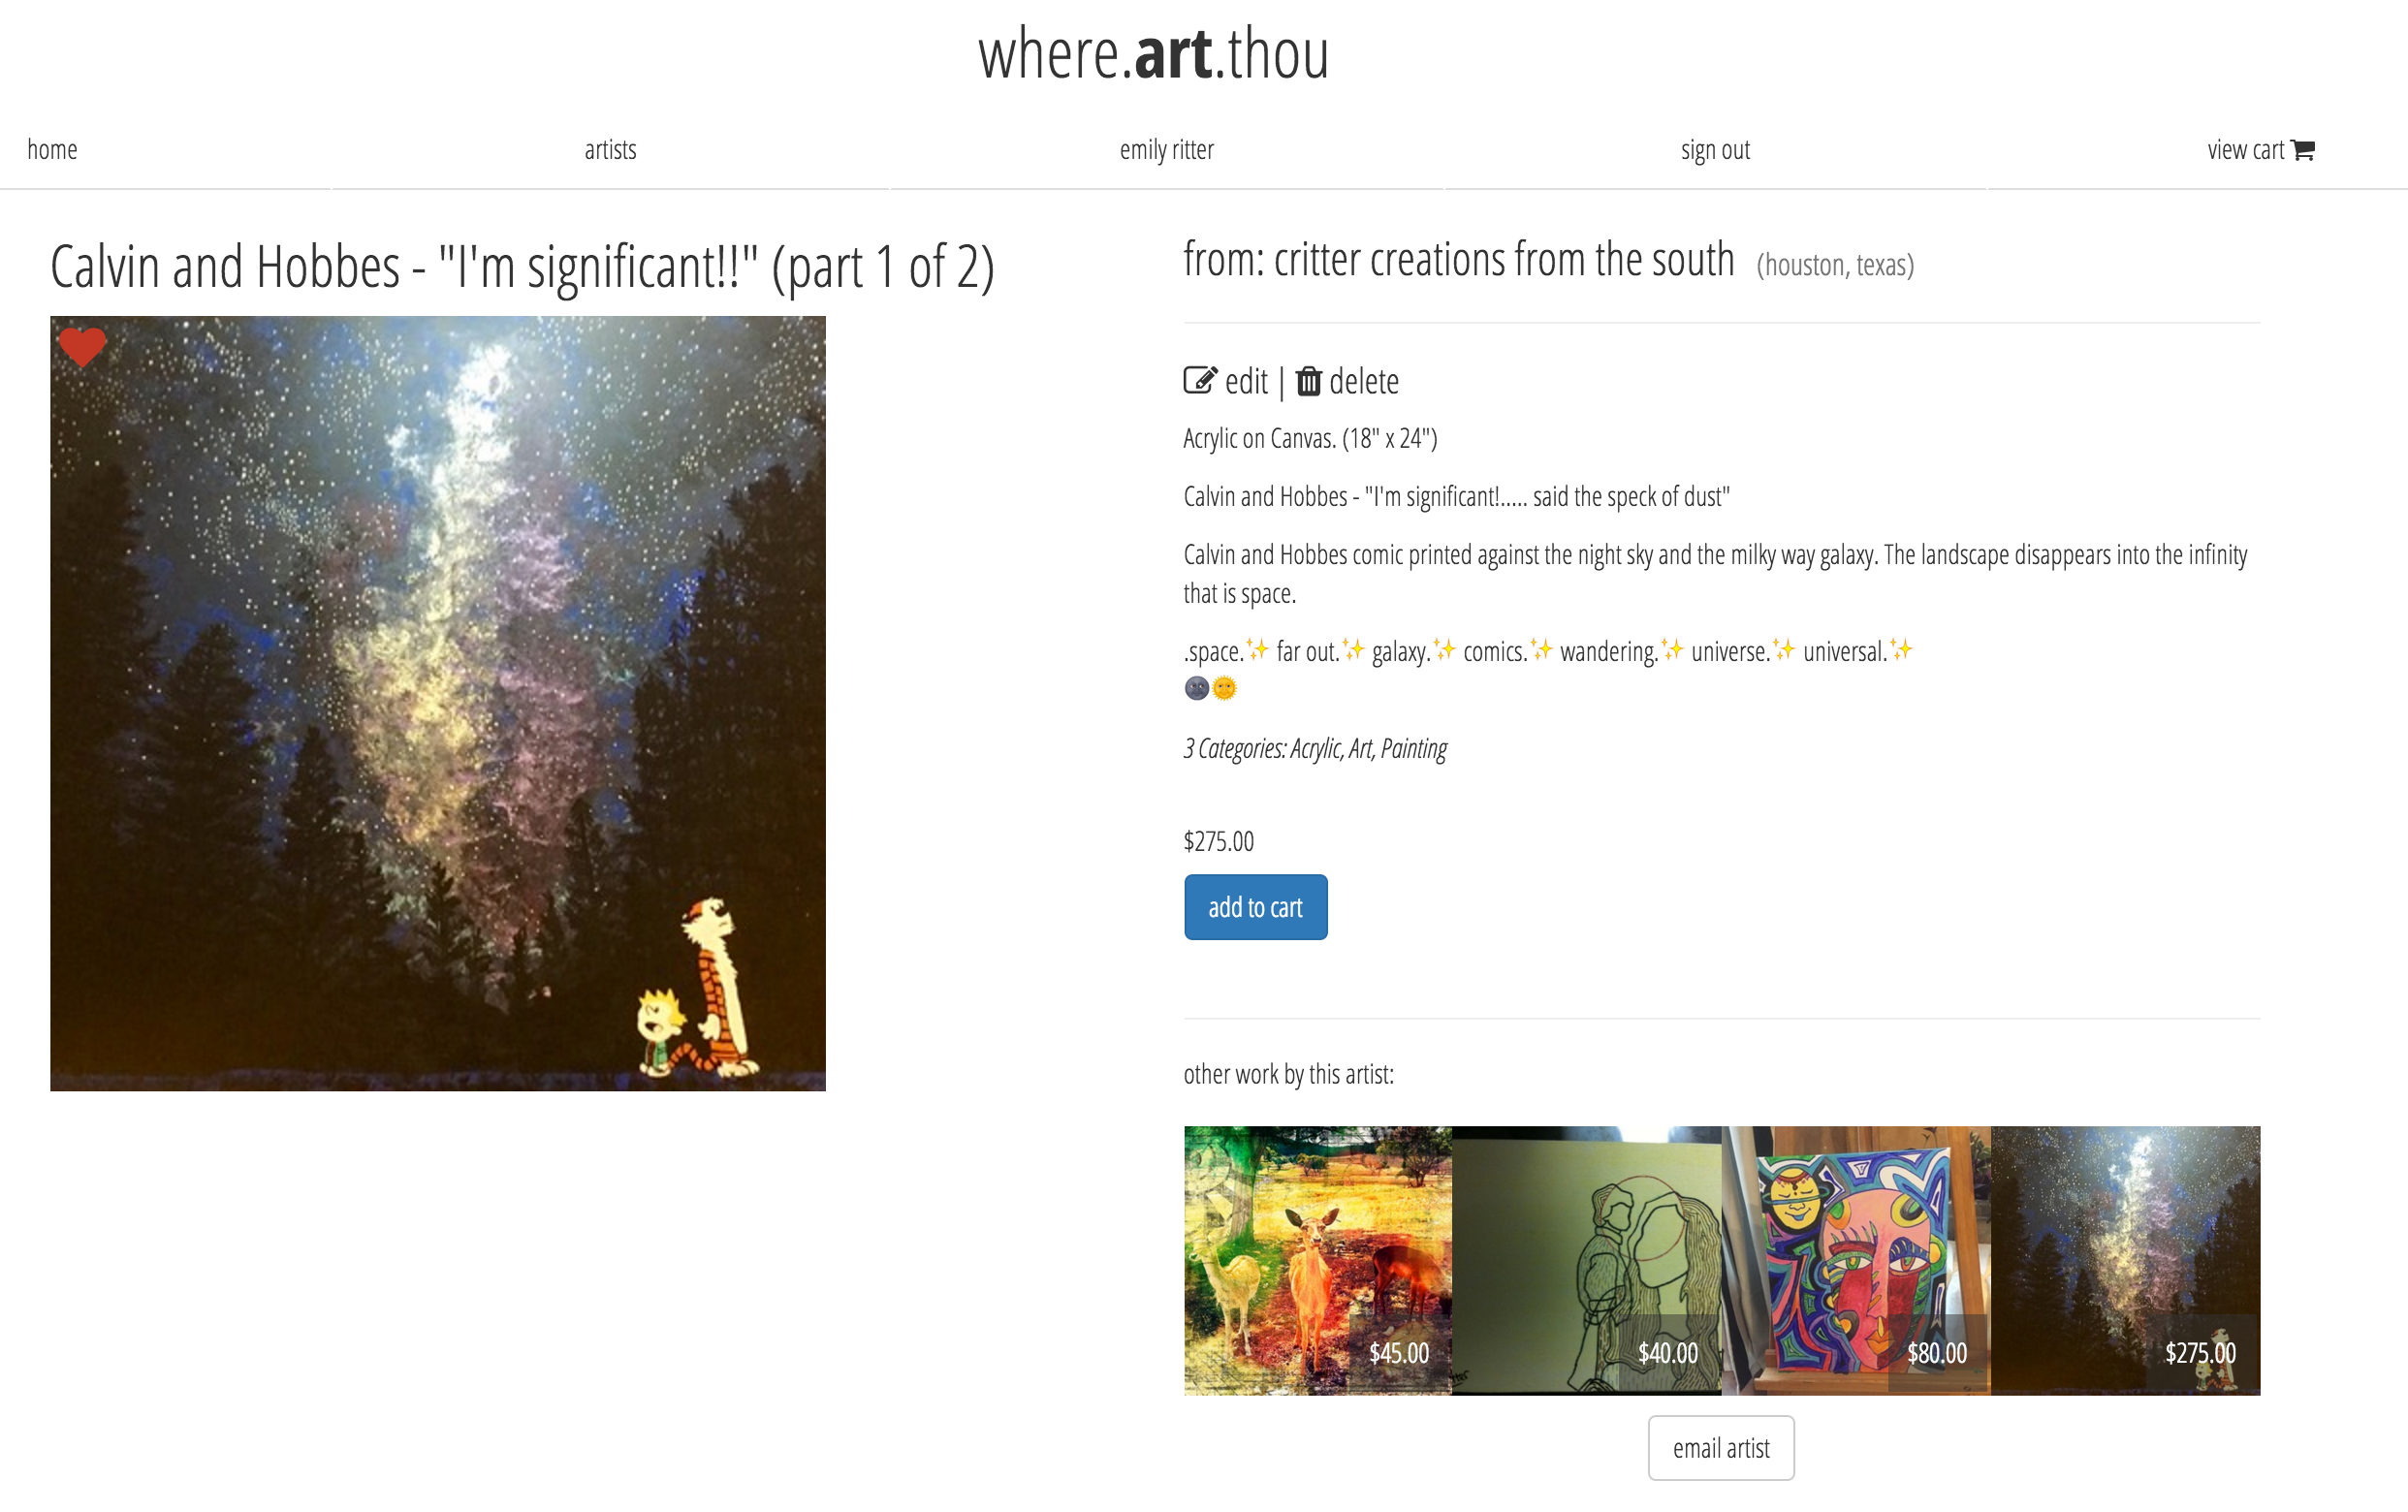 where.art.thou
home
artists
emily ritter
sign out
view cart
Calvin and Hobbes - "I'm significant!!" (part 1 of 2)
from: critter creations from the south (houston, texas)
edit | delete
Acrylic on Canvas. (18" x 24")
Calvin and Hobbes - "I'm significant!..... said the speck of dust"
Calvin and Hobbes comic printed against the night sky and the milky way galaxy. The landscape disappears into the infinity
that is space.
.space.✨ far out.✨ galaxy.✨ comics.✨ wandering.✨ universe.✨ universal.✨
🌚🌞
3 Categories: Acrylic, Art, Painting
$275.00
add to cart
other work by this artist:
$45.00
$40.00
$80.00
$275.00
email artist